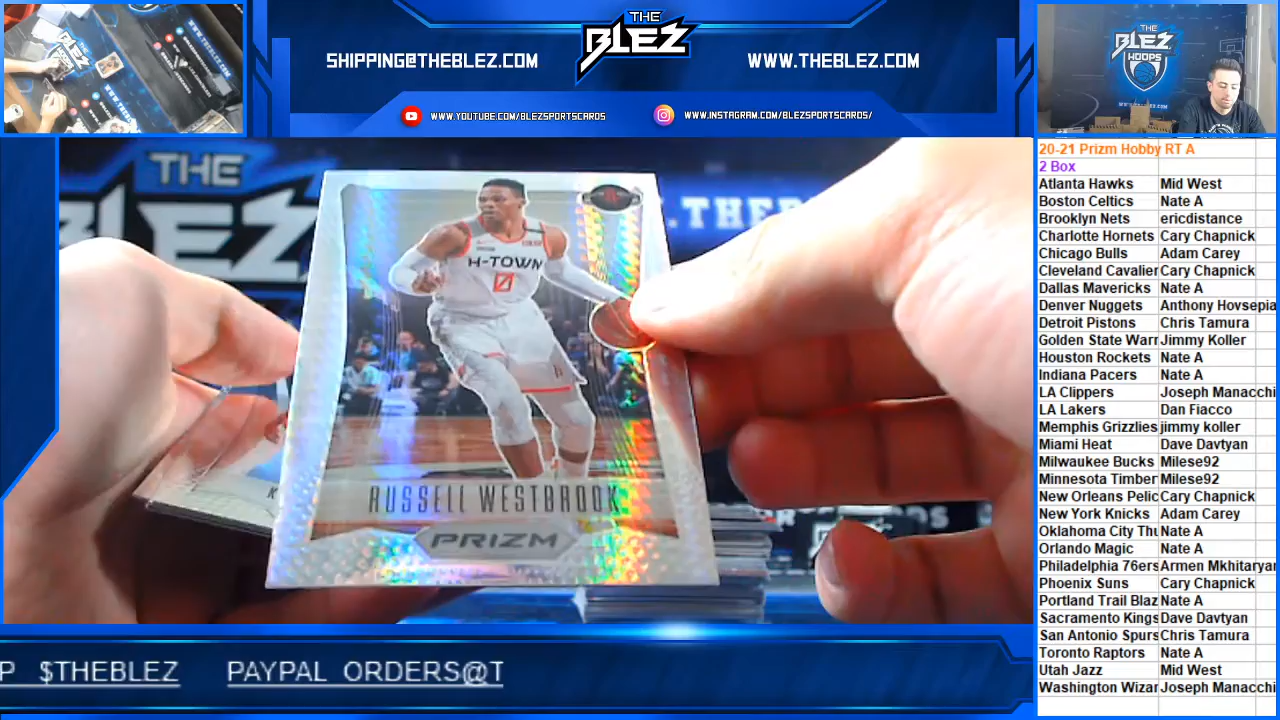 THE
BLEZ
SHIPPING@THEBLEZ.COM
WWW.THEBLEZ.COM
WWW.YOUTUBE.COM/BLEZSPORTSCARDS
WWW.INSTAGRAM.COM/BLEZSPORTSCARDS/
THE
BLEZ
HOOPS
THE
H-TOWN
0
RUSSELL WESTBROOK
PRIZM
20-21 Prizm Hobby RT A
2 Box
Atlanta Hawks Mid West
Boston Celtics Nate A
Brooklyn Nets ericdistance
Charlotte Hornets Cary Chapnick
Chicago Bulls Adam Carey
Cleveland Cavalier Cary Chapnick
Dallas Mavericks Nate A
Denver Nuggets Anthony Hovsepia
Detroit Pistons Chris Tamura
Golden State Warr Jimmy Koller
Houston Rockets Nate A
Indiana Pacers Nate A
LA Clippers Joseph Manacchi
LA Lakers Dan Fiacco
Memphis Grizzlies jimmy koller
Miami Heat Dave Davtyan
Milwaukee Bucks Milese92
Minnesota Timber Milese92
New Orleans Pelic Cary Chapnick
New York Knicks Adam Carey
Oklahoma City Thu Nate A
Orlando Magic Nate A
Philadelphia 76ers Armen Mkhitaryan
Phoenix Suns Cary Chapnick
Portland Trail Blaz Nate A
Sacramento Kings Dave Davtyan
San Antonio Spurs Chris Tamura
Toronto Raptors Nate A
Utah Jazz Mid West
Washington Wizar Joseph Manacchi
P $THEBLEZ PAYPAL ORDERS@T